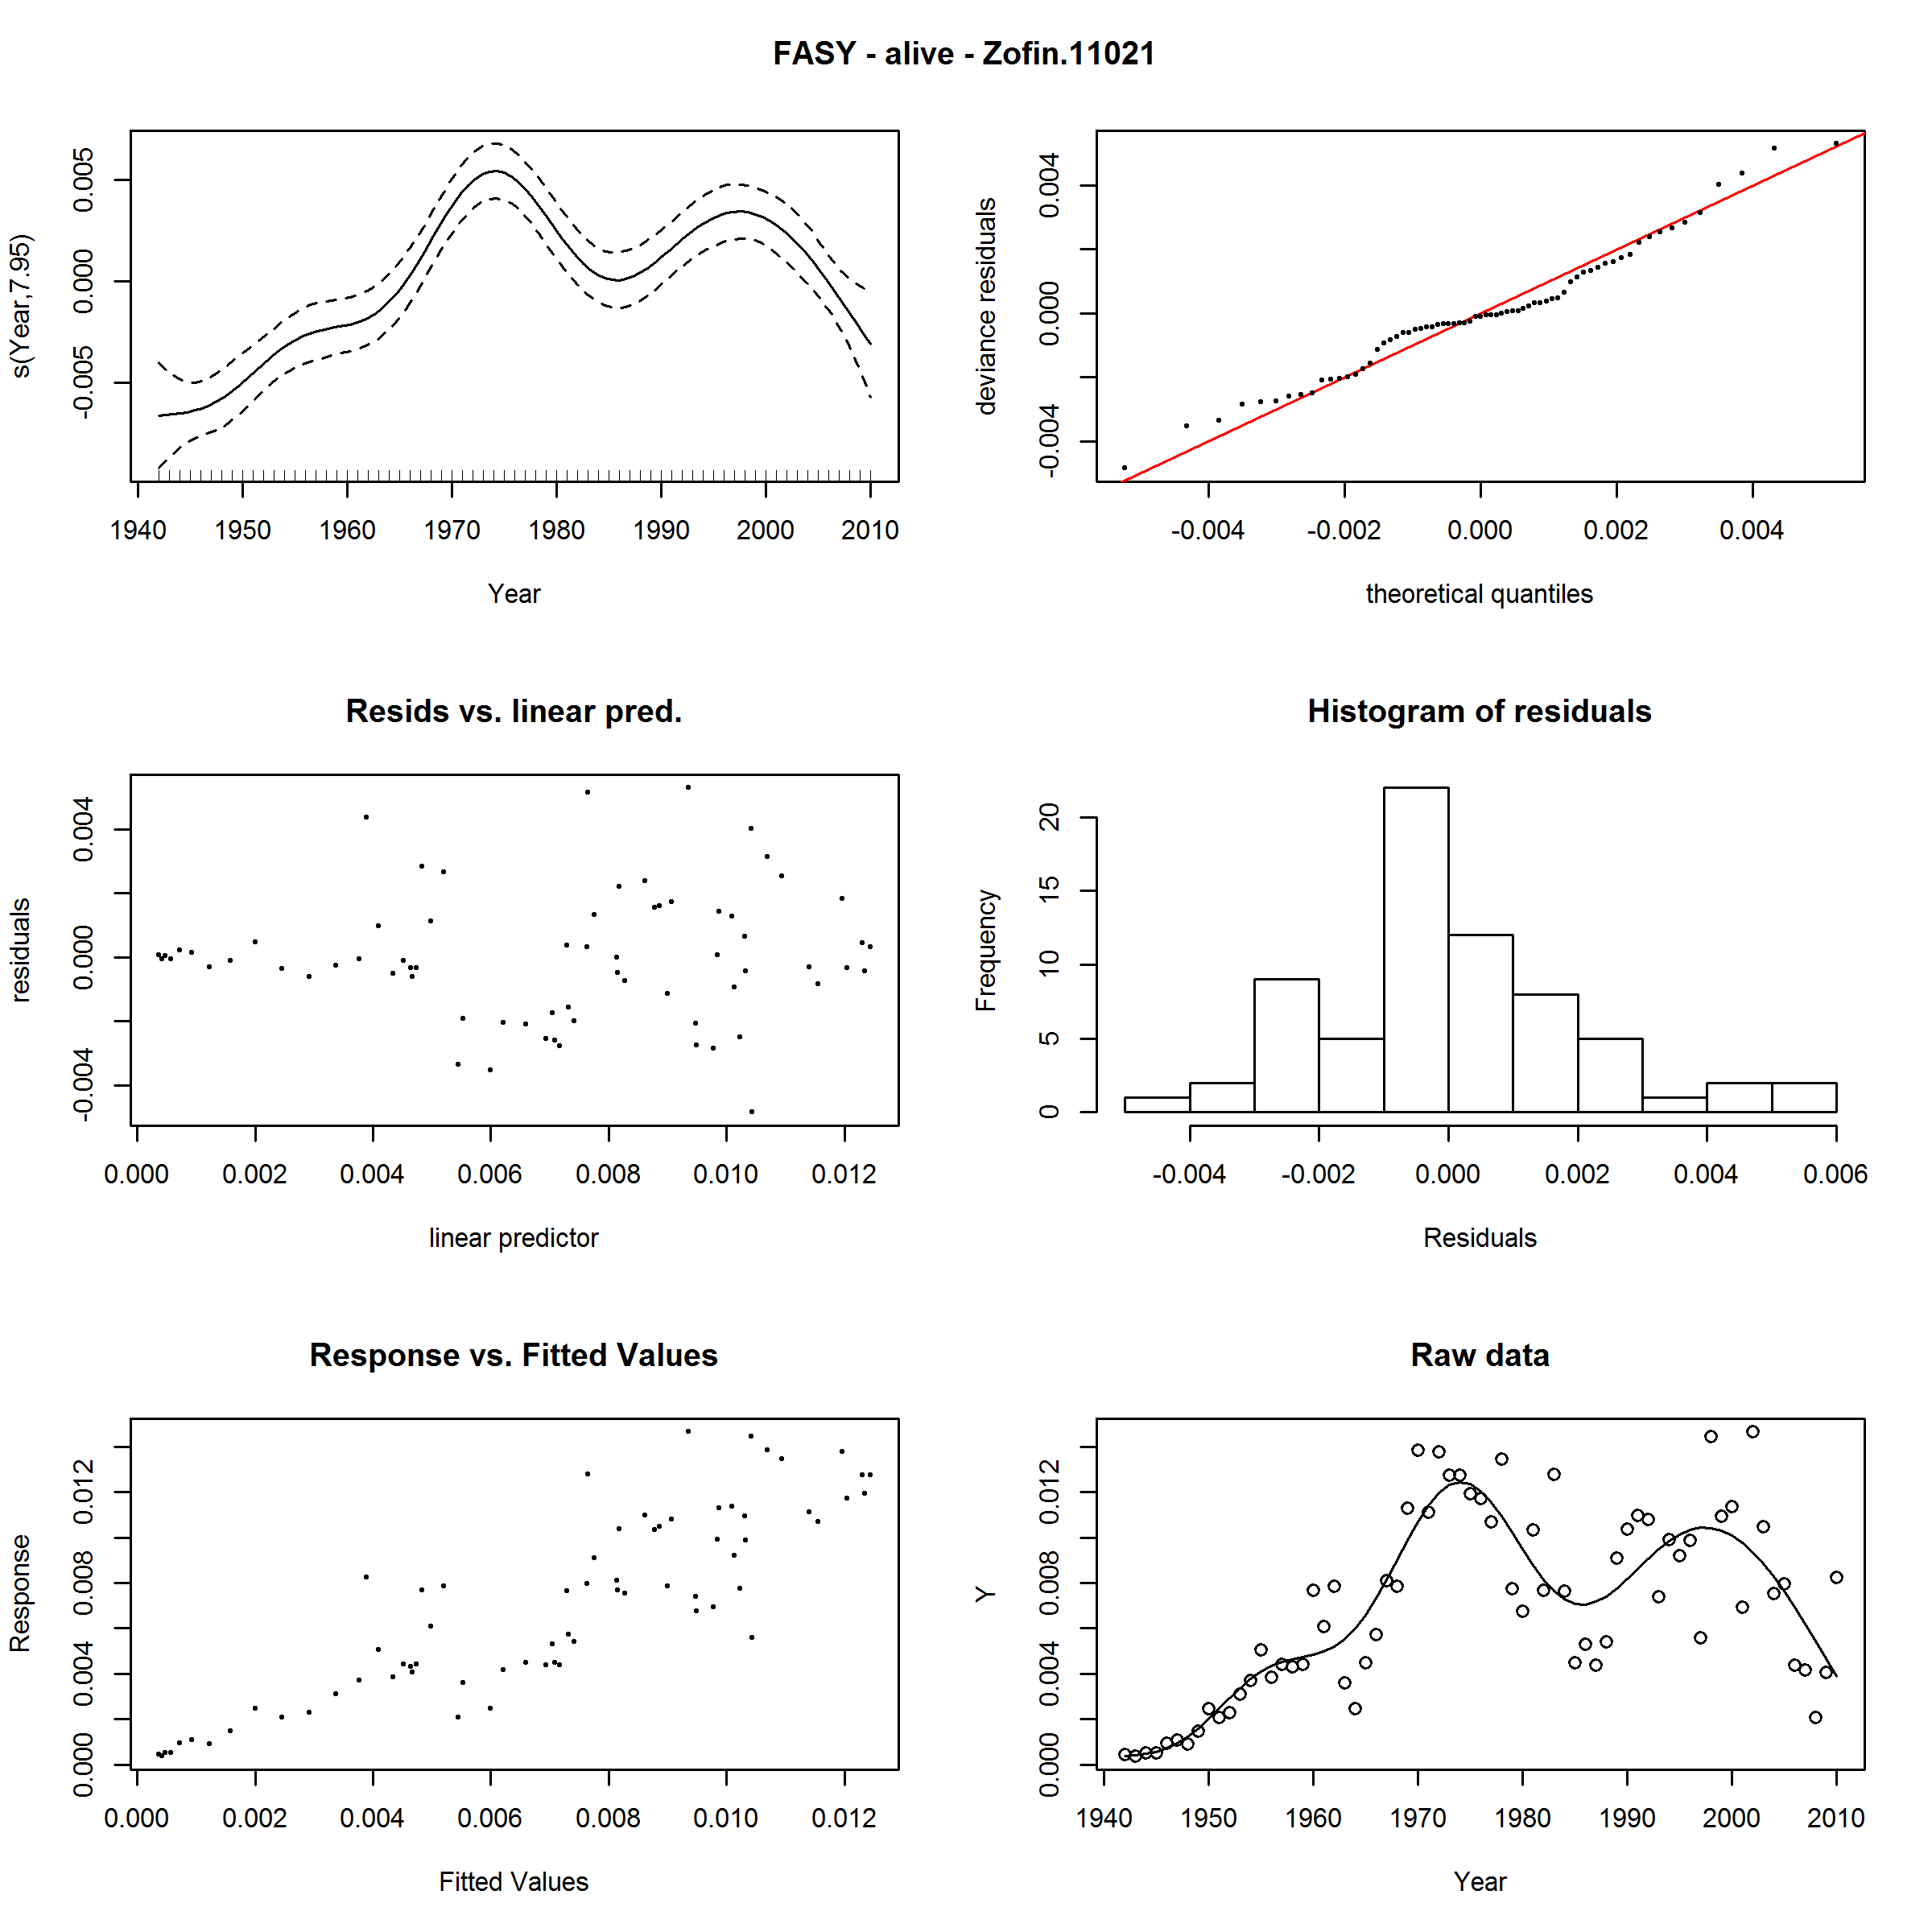 FASY - alive - Zofin.11021
s(Year,7.95)
-0.005 0.000 0.005
1940 1950 1960 1970 1980 1990 2000 2010
Year
deviance residuals
-0.004 0.000 0.004
-0.004 -0.002 0.000 0.002 0.004
theoretical quantiles
Resids vs. linear pred.
residuals
-0.004 0.000 0.004
0.000 0.002 0.004 0.006 0.008 0.010 0.012
linear predictor
Histogram of residuals
Frequency
0 5 10 15 20
-0.004 -0.002 0.000 0.002 0.004 0.006
Residuals
Response vs. Fitted Values
Response
0.000 0.004 0.008 0.012
0.000 0.002 0.004 0.006 0.008 0.010 0.012
Fitted Values
Raw data
Y
0.000 0.004 0.008 0.012
1940 1950 1960 1970 1980 1990 2000 2010
Year